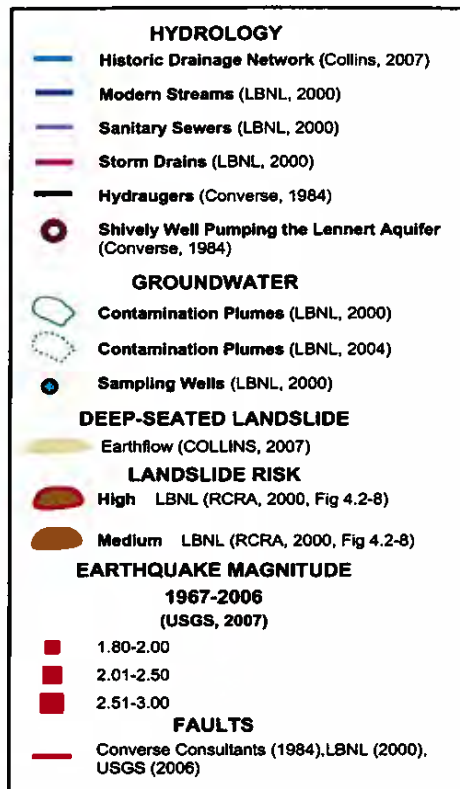 HYDROLOGY
Historic Drainage Network (Collins, 2007)
Modern Streams (LBNL, 2000)
Sanitary Sewers (LBNL, 2000)
Storm Drains (LBNL, 2000)
Hydraugers (Converse, 1984)
Shively Well Pumping the Lennert Aquifer
(Converse, 1984)
GROUNDWATER
Contamination Plumes (LBNL, 2000)
Contamination Plumes (LBNL, 2004)
Sampling Wells (LBNL, 2000)
DEEP-SEATED LANDSLIDE
Earthflow (COLLINS, 2007)
LANDSLIDE RISK
High LBNL (RCRA, 2000, Fig 4.2-8)
Medium LBNL (RCRA, 2000, Fig 4.2-8)
EARTHQUAKE MAGNITUDE
1967-2006
(USGS, 2007)
1.80-2.00
2.01-2.50
2.51-3.00
FAULTS
Converse Consultants (1984),LBNL (2000),
USGS (2006)